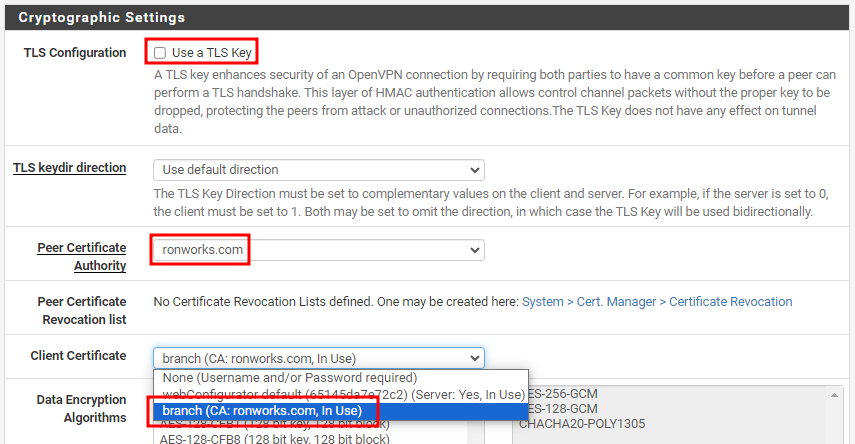 Cryptographic Settings
TLS Configuration
Use a TLS Key
A TLS key enhances security of an OpenVPN connection by requiring both parties to have a common key before a peer can
perform a TLS handshake. This layer of HMAC authentication allows control channel packets without the proper key to be
dropped, protecting the peers from attack or unauthorized connections.The TLS Key does not have any effect on tunnel
data.
TLS keydir direction
Use default direction
The TLS Key Direction must be set to complementary values on the client and server. For example, if the server is set to 0,
the client must be set to 1. Both may be set to omit the direction, in which case the TLS Key will be used bidirectionally.
Peer Certificate
Authority
ronworks.com
Peer Certificate
Revocation list
No Certificate Revocation Lists defined. One may be created here: System > Cert. Manager > Certificate Revocation
Client Certificate
branch (CA: ronworks.com, In Use)
None (Username and/or Password required)
webConfigurator default (65145da7e72c2) (Server: Yes, In Use)
branch (CA: ronworks.com, In Use)
Data Encryption
Algorithms
AES-128-CFB1 (128 bit key, 128 bit block)
AES-128-CFB8 (128 bit key, 128 bit block)
ES-256-GCM
ES-128-GCM
CHACHA20-POLY1305